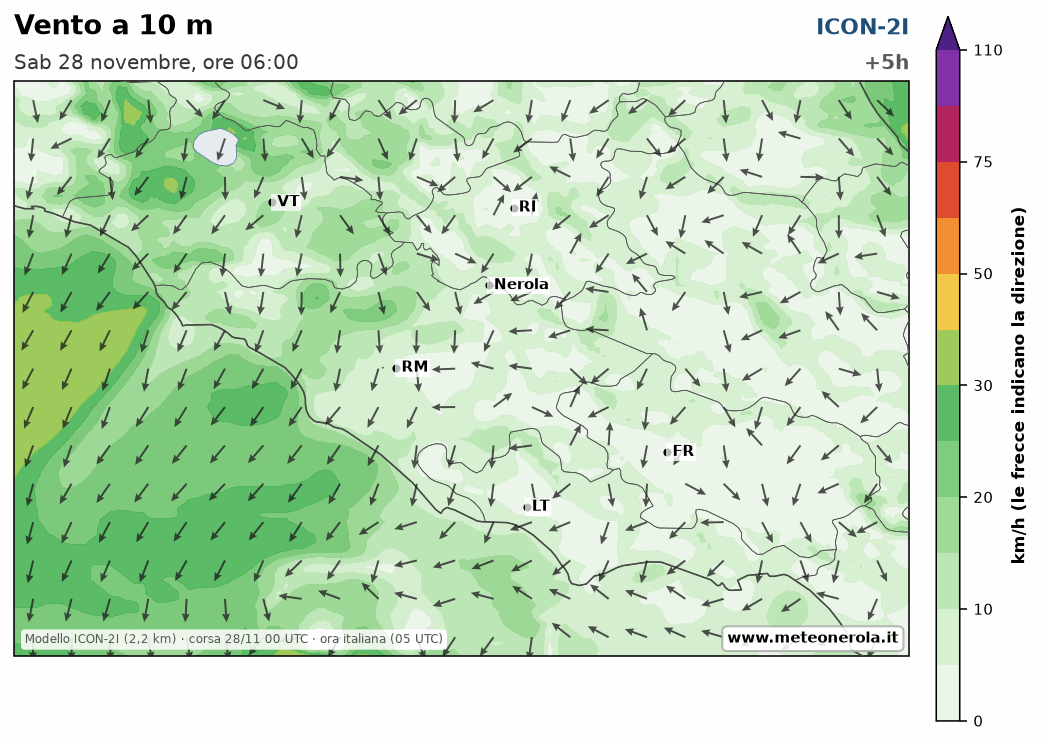 Vento a 10 m
ICON-2I
Sab 28 novembre, ore 06:00
+5h
110
75
50
30
20
10
0
km/h (le frecce indicano la direzione)
VT
RI
Nerola
RM
FR
LT
Modello ICON-2I (2,2 km) · corsa 28/11 00 UTC · ora italiana (05 UTC)
www.meteonerola.it